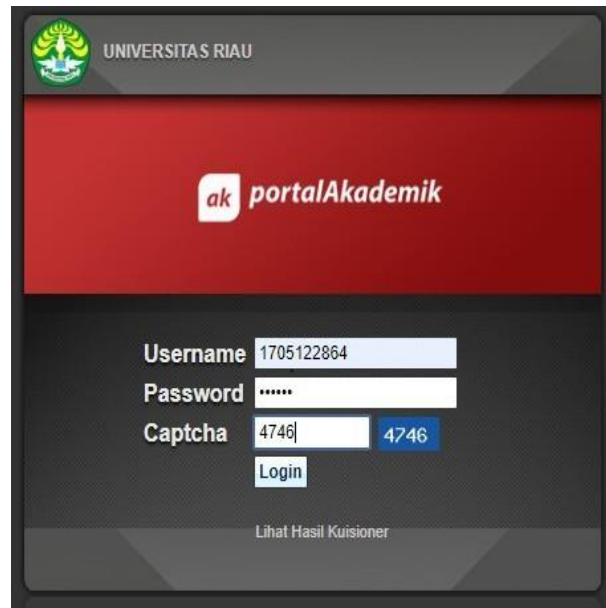 UNIVERSITAS RIAU
ak portalAkademik
Username 1705122864
Password ••••••
Captcha 4746 4746
Login
Lihat Hasil Kuisioner